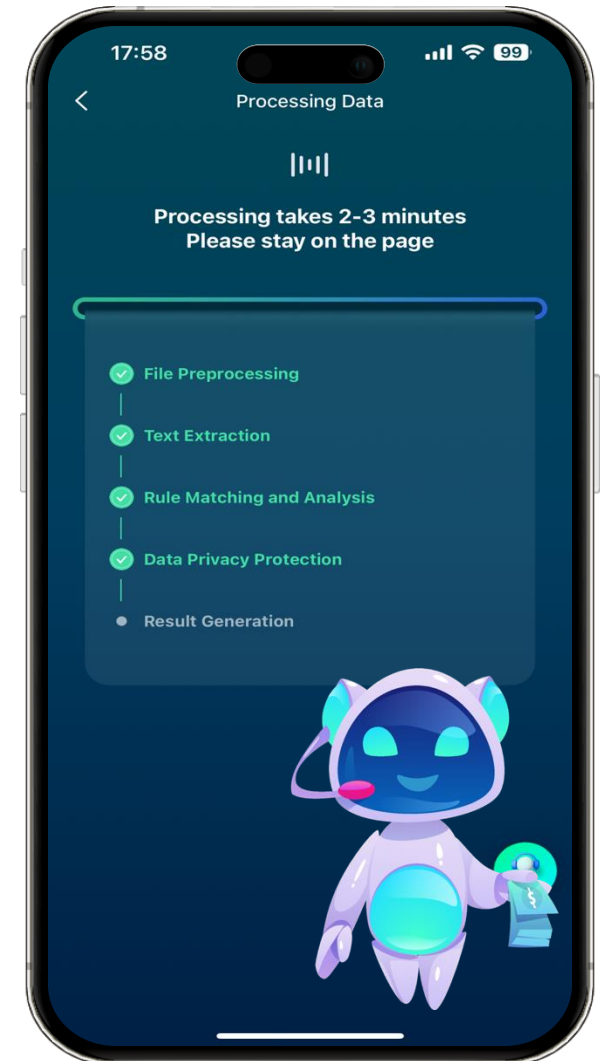 17:58
99
Processing Data
Processing takes 2-3 minutes
Please stay on the page
File Preprocessing
Text Extraction
Rule Matching and Analysis
Data Privacy Protection
Result Generation
$